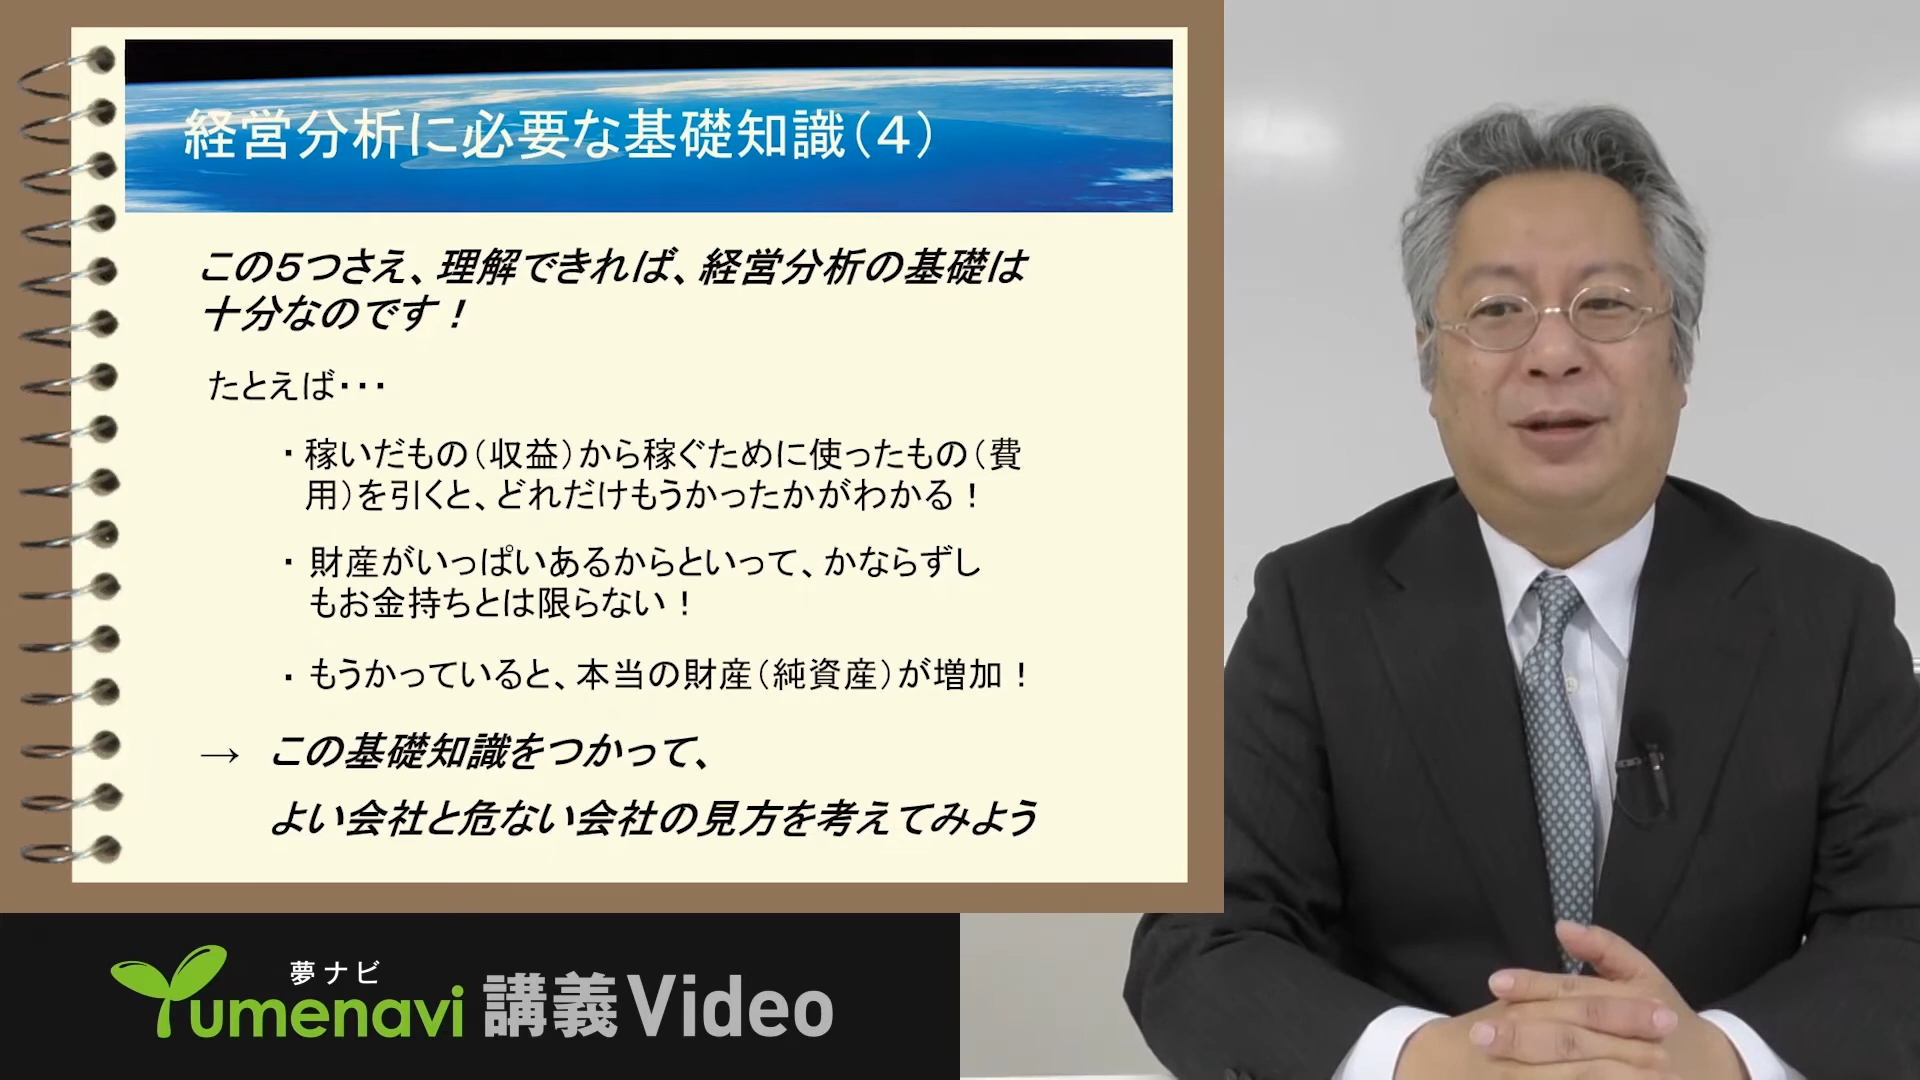 経営分析に必要な基礎知識（４）
この５つさえ、理解できれば、経営分析の基礎は
十分なのです！
たとえば・・・
・稼いだもの（収益）から稼ぐために使ったもの（費
用）を引くと、どれだけもうかったかがわかる！
・財産がいっぱいあるからといって、かならずし
もお金持ちとは限らない！
・もうかっていると、本当の財産（純資産）が増加！
→ この基礎知識をつかって、
よい会社と危ない会社の見方を考えてみよう
夢ナビ
Yumenavi 講義Video